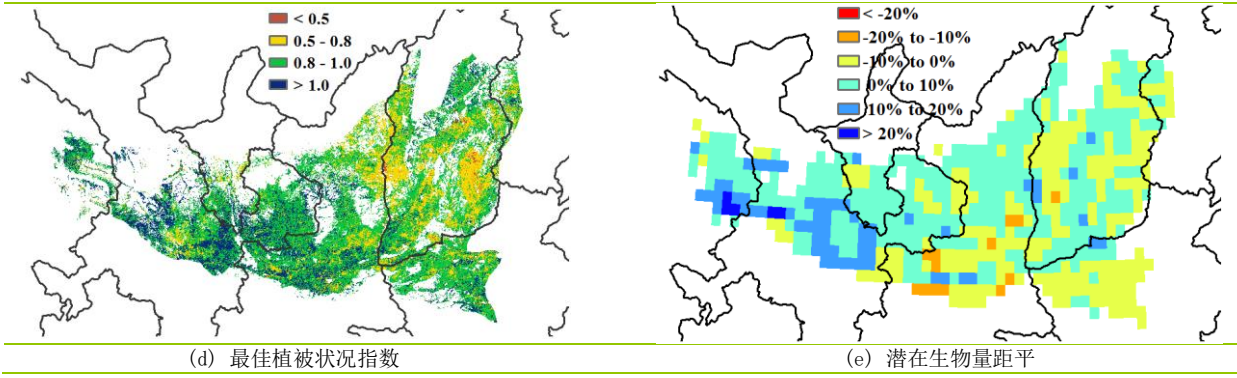 < 0.5
0.5 - 0.8
0.8 - 1.0
> 1.0
< -20%
-20% to -10%
-10% to 0%
0% to 10%
10% to 20%
> 20%
(d) 最佳植被状况指数
(e) 潜在生物量距平